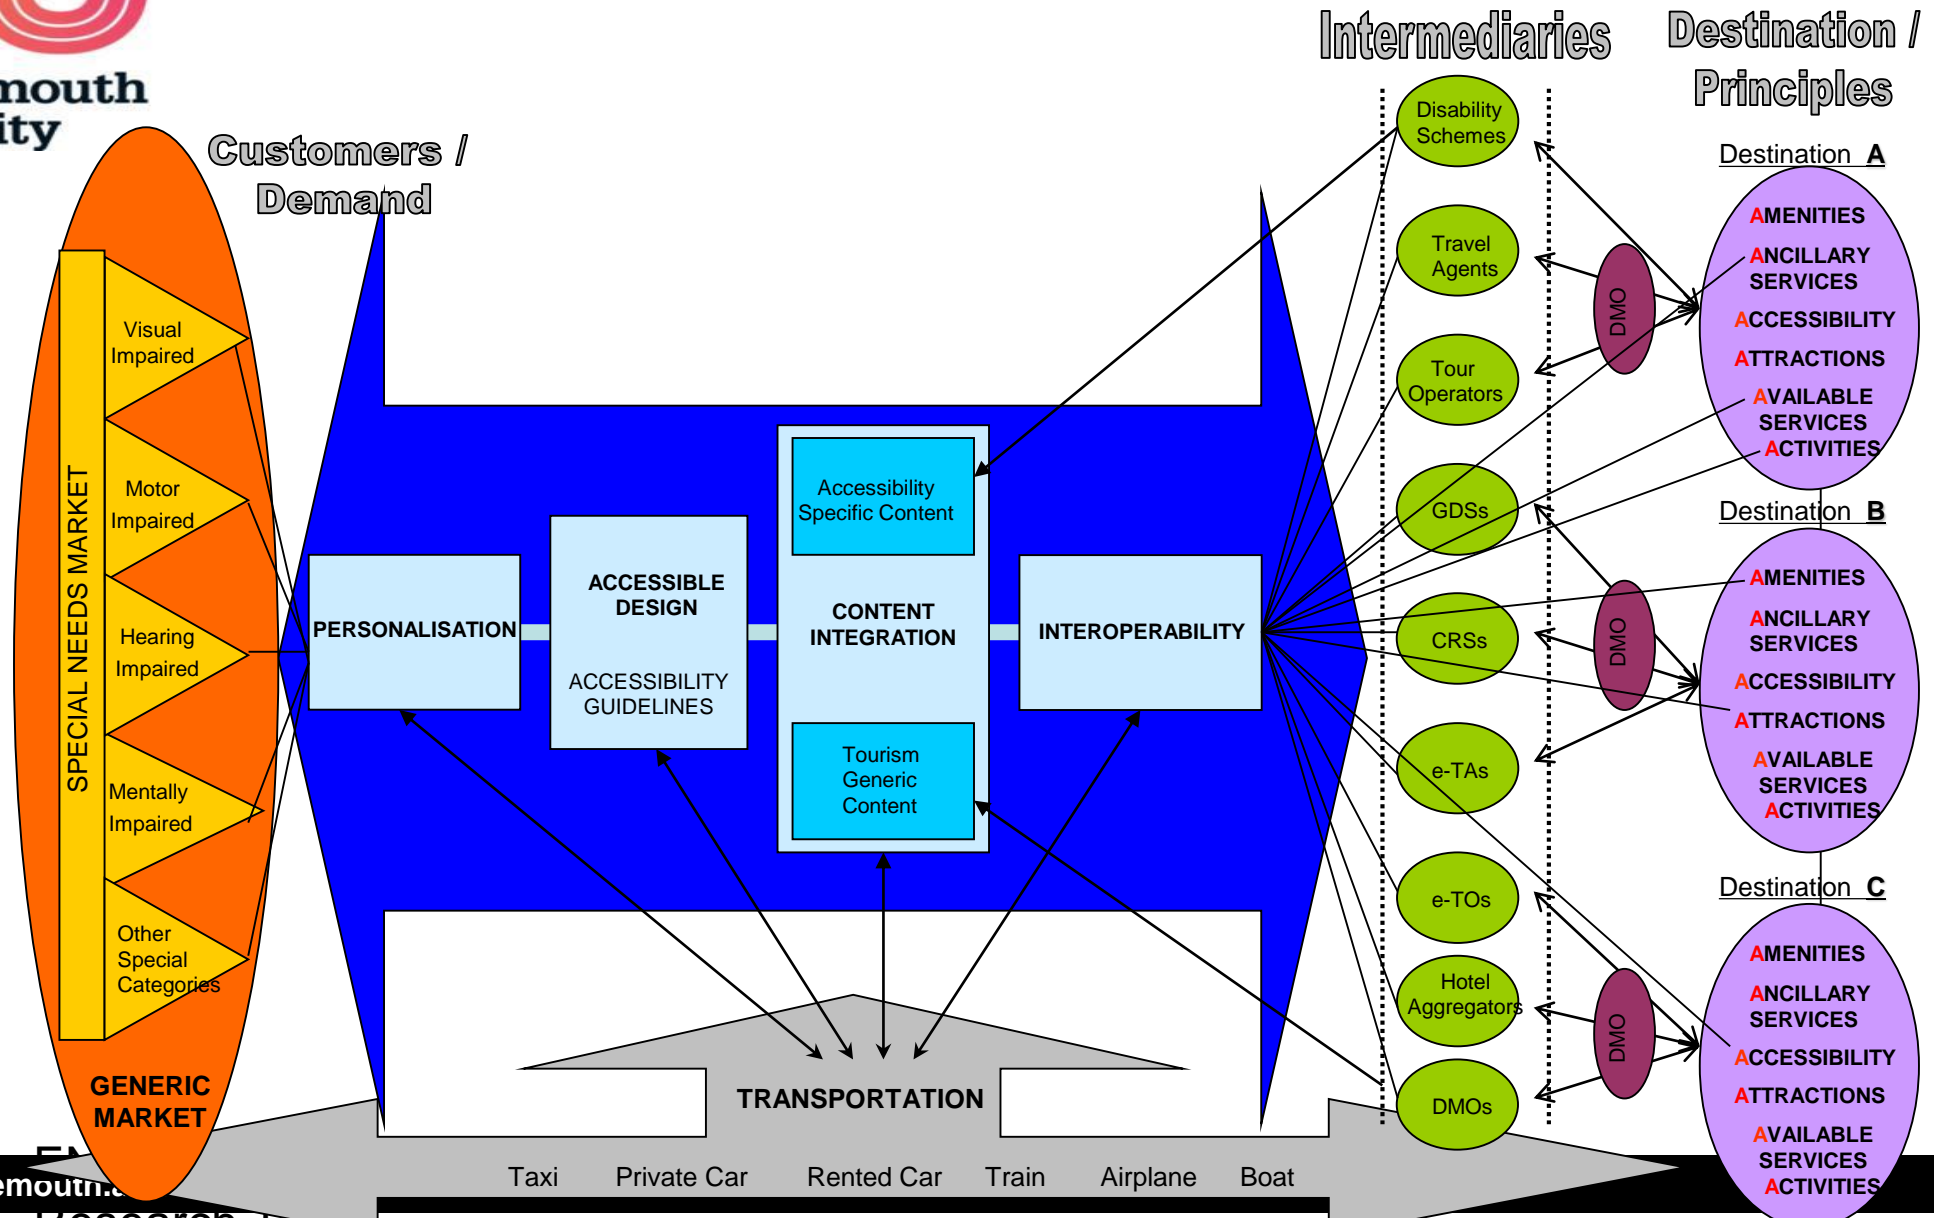 mouth
ity
Customers /
Demand
Intermediaries
Destination /
Principles
SPECIAL NEEDS MARKET
Visual
Impaired
Motor
Impaired
Hearing
Impaired
Mentally
Impaired
Other
Special
Categories
GENERIC
MARKET
PERSONALISATION
ACCESSIBLE
DESIGN
ACCESSIBILITY
GUIDELINES
Accessibility
Specific Content
CONTENT
INTEGRATION
Tourism
Generic
Content
INTEROPERABILITY
TRANSPORTATION
Taxi
Private Car
Rented Car
Train
Airplane
Boat
Disability
Schemes
Travel
Agents
Tour
Operators
GDSs
CRSs
e-TAs
e-TOs
Hotel
Aggregators
DMOs
DMO
DMO
DMO
Destination A
AMENITIES
ANCILLARY
SERVICES
ACCESSIBILITY
ATTRACTIONS
AVAILABLE
SERVICES
ACTIVITIES
Destination B
AMENITIES
ANCILLARY
SERVICES
ACCESSIBILITY
ATTRACTIONS
AVAILABLE
SERVICES
ACTIVITIES
Destination C
AMENITIES
ANCILLARY
SERVICES
ACCESSIBILITY
ATTRACTIONS
AVAILABLE
SERVICES
ACTIVITIES
emouth.a